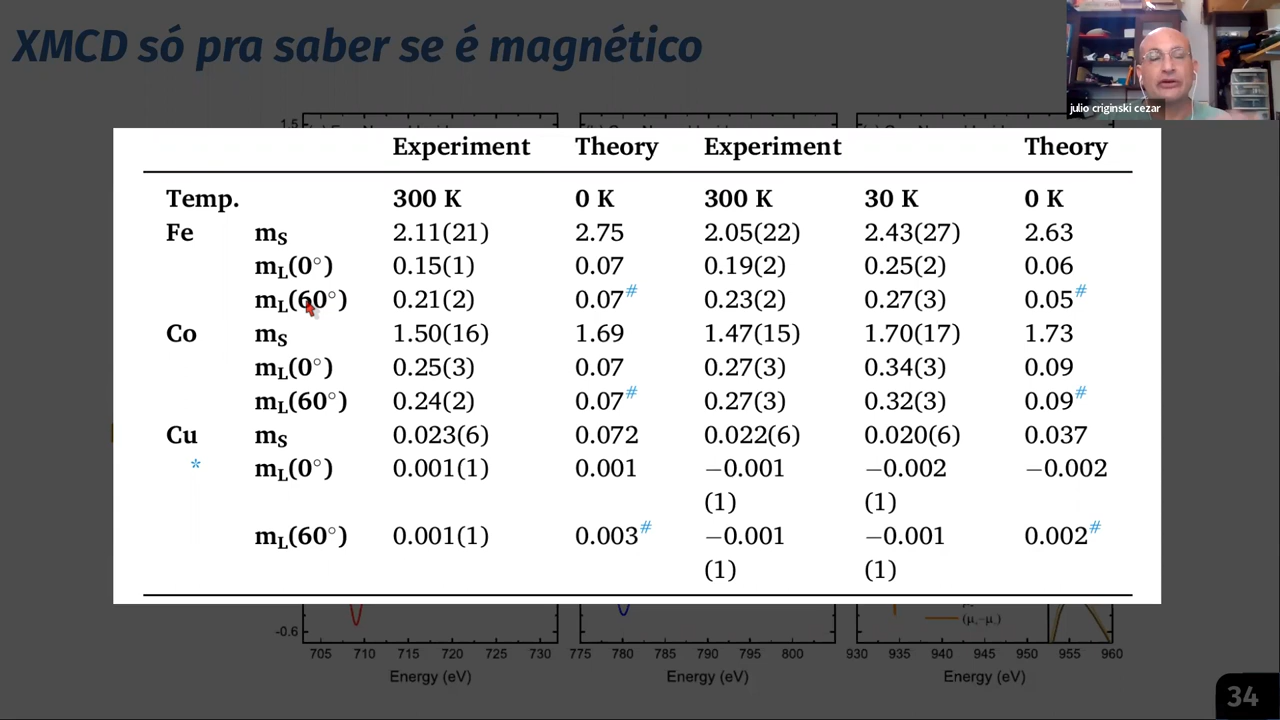 XMCD só pra saber se é magnético
julio criginski cezar
1.5
Experiment Theory Experiment Theory
Temp. 300 K 0 K 300 K 30 K 0 K
Fe mS 2.11(21) 2.75 2.05(22) 2.43(27) 2.63
mL(0°) 0.15(1) 0.07 0.19(2) 0.25(2) 0.06
mL(60°) 0.21(2) 0.07# 0.23(2) 0.27(3) 0.05#
Co mS 1.50(16) 1.69 1.47(15) 1.70(17) 1.73
mL(0°) 0.25(3) 0.07 0.27(3) 0.34(3) 0.09
mL(60°) 0.24(2) 0.07# 0.27(3) 0.32(3) 0.09#
Cu mS 0.023(6) 0.072 0.022(6) 0.020(6) 0.037
* mL(0°) 0.001(1) 0.001 −0.001 −0.002 −0.002
(1) (1)
mL(60°) 0.001(1) 0.003# −0.001 −0.001 0.002#
(1) (1)
-0.6
705 710 715 720 725 730 775 780 785 790 795 800 930 935 940 945 950 955 960
Energy (eV) Energy (eV) Energy (eV)
34